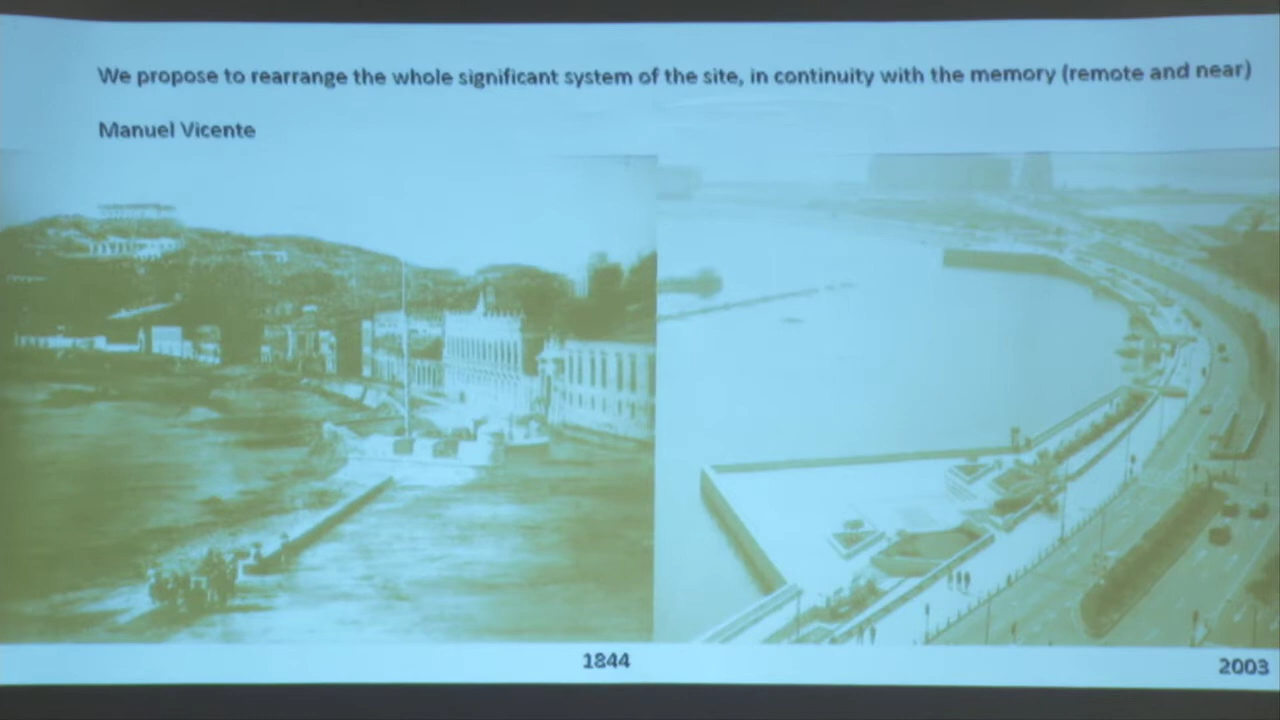 We propose to rearrange the whole significant system of the site, in continuity with the memory (remote and near)
Manuel Vicente
1844
2003